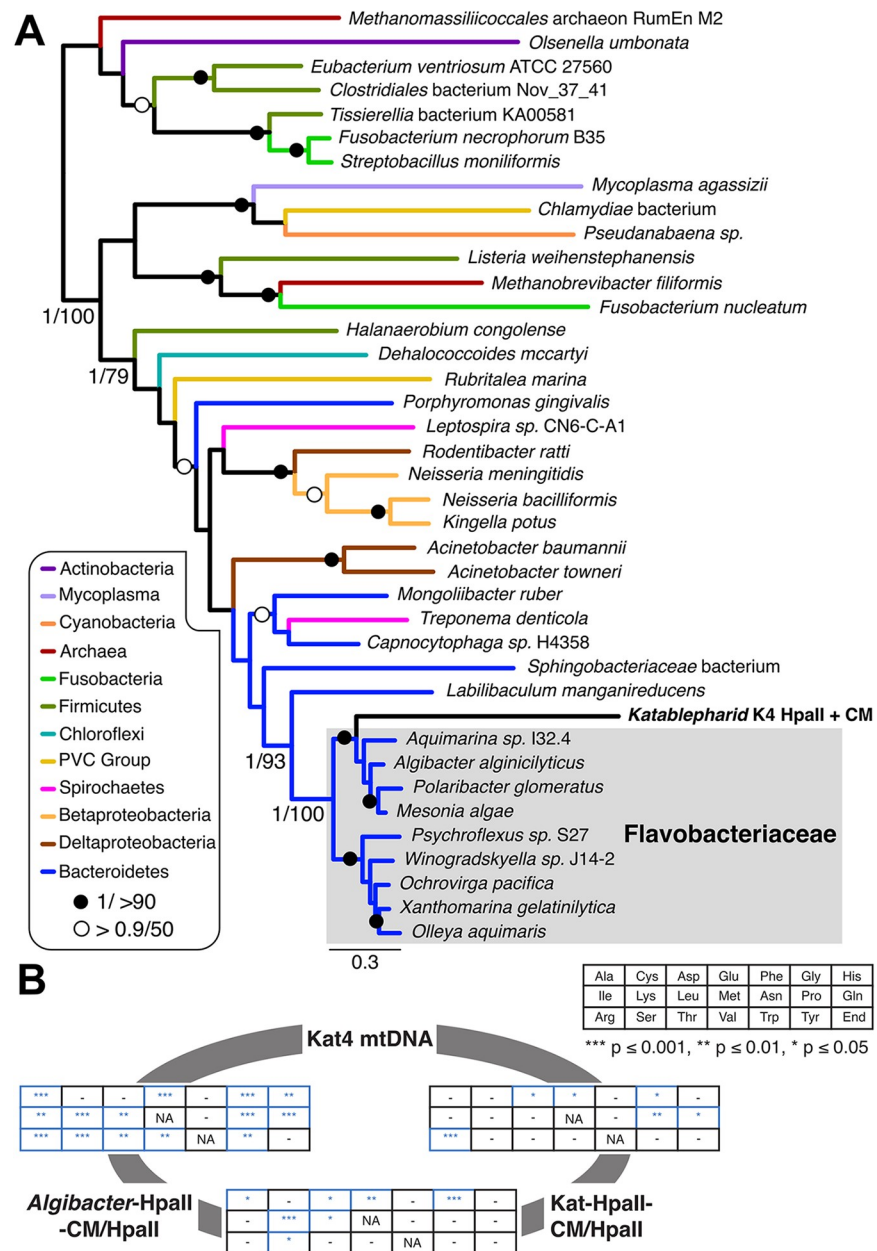 A
Methanomassiliicoccales archaeon RumEn M2
Olsenella umbonata
Eubacterium ventriosum ATCC 27560
Clostridiales bacterium Nov_37_41
Tissierellia bacterium KA00581
Fusobacterium necrophorum B35
Streptobacillus moniliformis
Mycoplasma agassizii
Chlamydiae bacterium
Pseudanabaena sp.
Listeria weihenstephanensis
Methanobrevibacter filiformis
Fusobacterium nucleatum
1/100
Halanaerobium congolense
Dehalococcoides mccartyi
1/79
Rubritalea marina
Porphyromonas gingivalis
Leptospira sp. CN6-C-A1
Rodentibacter ratti
Neisseria meningitidis
Neisseria bacilliformis
Kingella potus
Acinetobacter baumannii
Acinetobacter towneri
Mongoliibacter ruber
Treponema denticola
Capnocytophaga sp. H4358
Sphingobacteriaceae bacterium
Labilibaculum manganireducens
Katablepharid K4 HpaII + CM
1/93
Aquimarina sp. I32.4
Algibacter alginicilyticus
Polaribacter glomeratus
1/100
Mesonia algae
Psychroflexus sp. S27
Flavobacteriaceae
Winogradskyella sp. J14-2
Ochrovirga pacifica
Xanthomarina gelatinilytica
Olleya aquimaris
0.3
Actinobacteria
Mycoplasma
Cyanobacteria
Archaea
Fusobacteria
Firmicutes
Chloroflexi
PVC Group
Spirochaetes
Betaproteobacteria
Deltaproteobacteria
Bacteroidetes
1/ >90
> 0.9/50
B
Ala Cys Asp Glu Phe Gly His
Ile Lys Leu Met Asn Pro Gln
Arg Ser Thr Val Trp Tyr End
*** p ≤ 0.001, ** p ≤ 0.01, * p ≤ 0.05
Kat4 mtDNA
*** - - *** - *** **
** *** ** NA - *** ***
*** *** ** ** NA ** -
- - * * - * -
- - - NA - ** *
*** - - - NA - -
Algibacter-HpaII
-CM/HpaII
* - * ** - *** -
- *** * NA - - -
- * - - NA - -
Kat-HpaII-
CM/HpaII